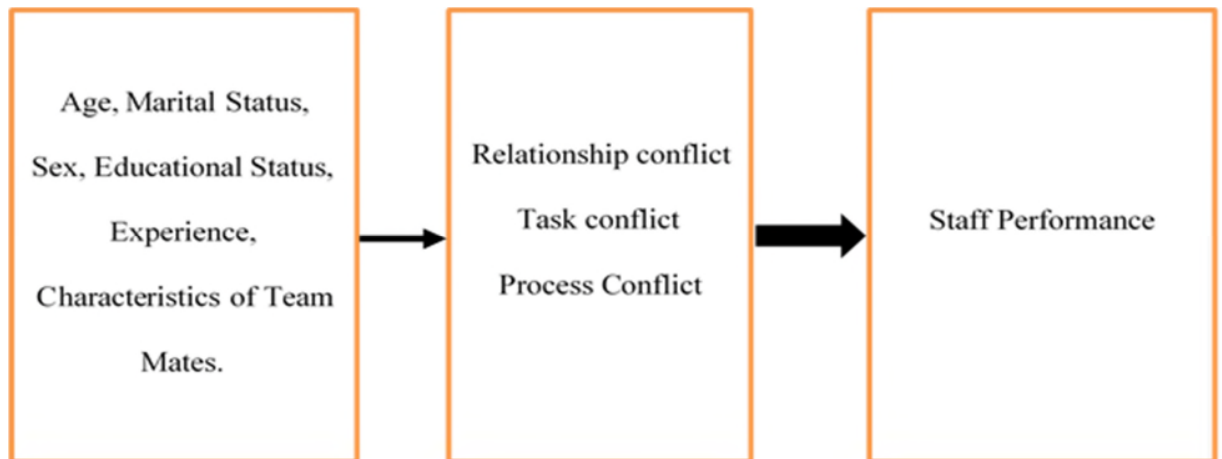 Age, Marital Status,
Sex, Educational Status,
Experience,
Characteristics of Team
Mates.
Relationship conflict
Task conflict
Process Conflict
Staff Performance